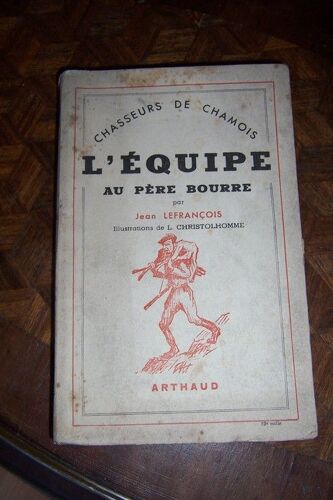 CHASSEURS DE CHAMOIS
L'ÉQUIPE
AU PÈRE BOURRE
par
Jean LEFRANÇOIS
Illustrations de L. CHRISTOLHOMME
ARTHAUD